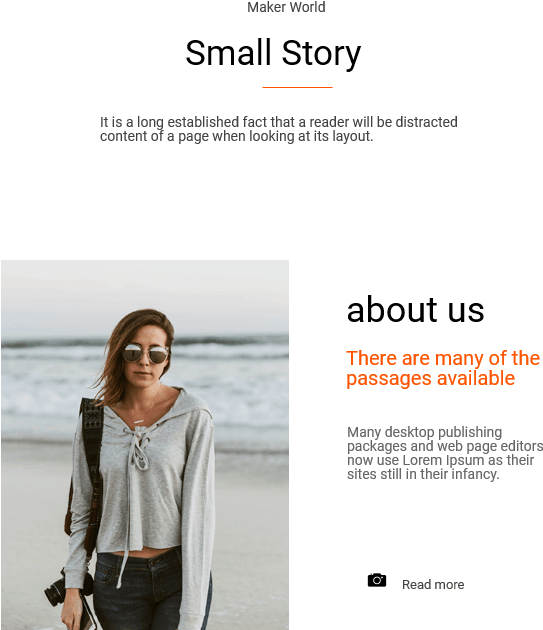 Maker World
Small Story
It is a long established fact that a reader will be distracted
content of a page when looking at its layout.
about us
There are many of the
passages available
Many desktop publishing
packages and web page editors
now use Lorem Ipsum as their
sites still in their infancy.
Read more